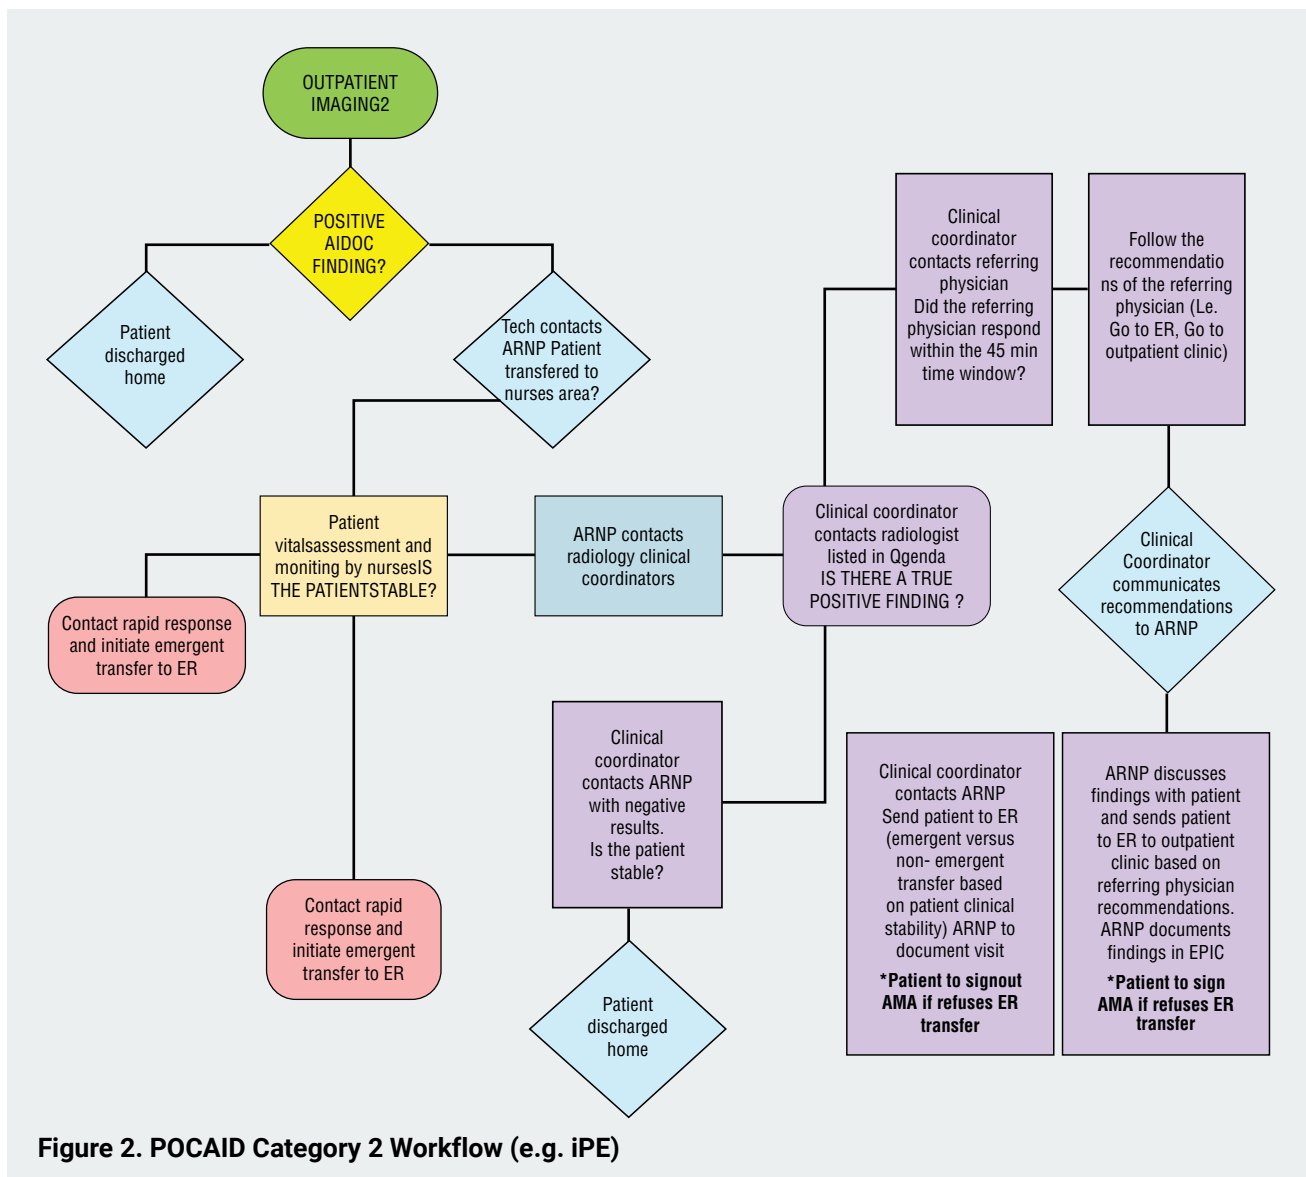 OUTPATIENT
IMAGING2
POSITIVE
AIDOC
FINDING?
Patient
discharged
home
Tech contacts
ARNP Patient
transfered to
nurses area?
Clinical
coordinator
contacts referring
physician
Did the referring
physician respond
within the 45 min
time window?
Follow the
recommendatio
ns of the referring
physician (Le.
Go to ER, Go to
outpatient clinic)
Patient
vitalsassessment and
moniting by nursesIS
THE PATIENTSTABLE?
ARNP contacts
radiology clinical
coordinators
Clinical coordinator
contacts radiologist
listed in Qgenda
IS THERE A TRUE
POSITIVE FINDING ?
Clinical
Coordinator
communicates
recommendations
to ARNP
Contact rapid response
and initiate emergent
transfer to ER
Clinical
coordinator
contacts ARNP
with negative
results.
Is the patient
stable?
Clinical coordinator
contacts ARNP
Send patient to ER
(emergent versus
non- emergent
transfer based
on patient clinical
stability) ARNP to
document visit
*Patient to signout
AMA if refuses ER
transfer
ARNP discusses
findings with patient
and sends patient
to ER to outpatient
clinic based on
referring physician
recommendations.
ARNP documents
findings in EPIC
*Patient to sign
AMA if refuses ER
transfer
Contact rapid
response and
initiate emergent
transfer to ER
Patient
discharged
home
Figure 2. POCAID Category 2 Workflow (e.g. iPE)